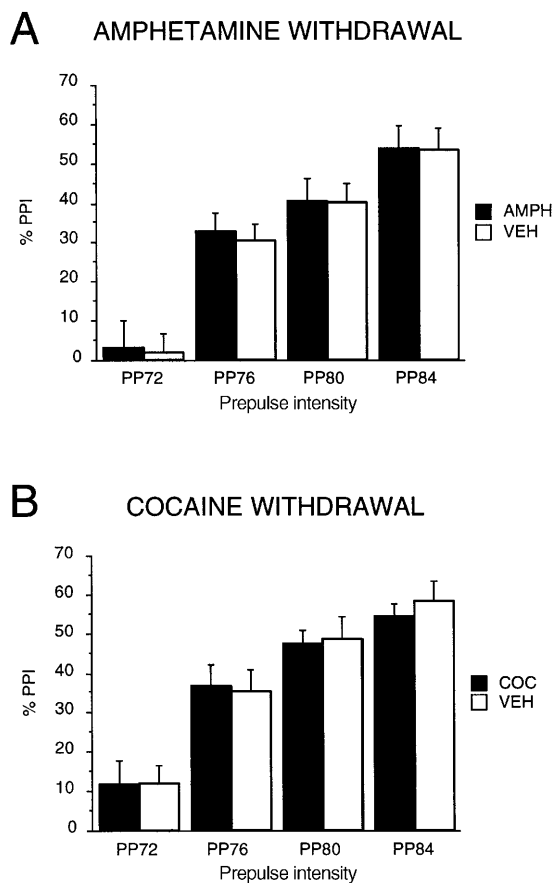 A AMPHETAMINE WITHDRAWAL
70
60
50
40
30
20
10
0
% PPI
AMPH
VEH
PP72 PP76 PP80 PP84
Prepulse intensity
B COCAINE WITHDRAWAL
70
60
50
40
30
20
10
0
% PPI
COC
VEH
PP72 PP76 PP80 PP84
Prepulse intensity